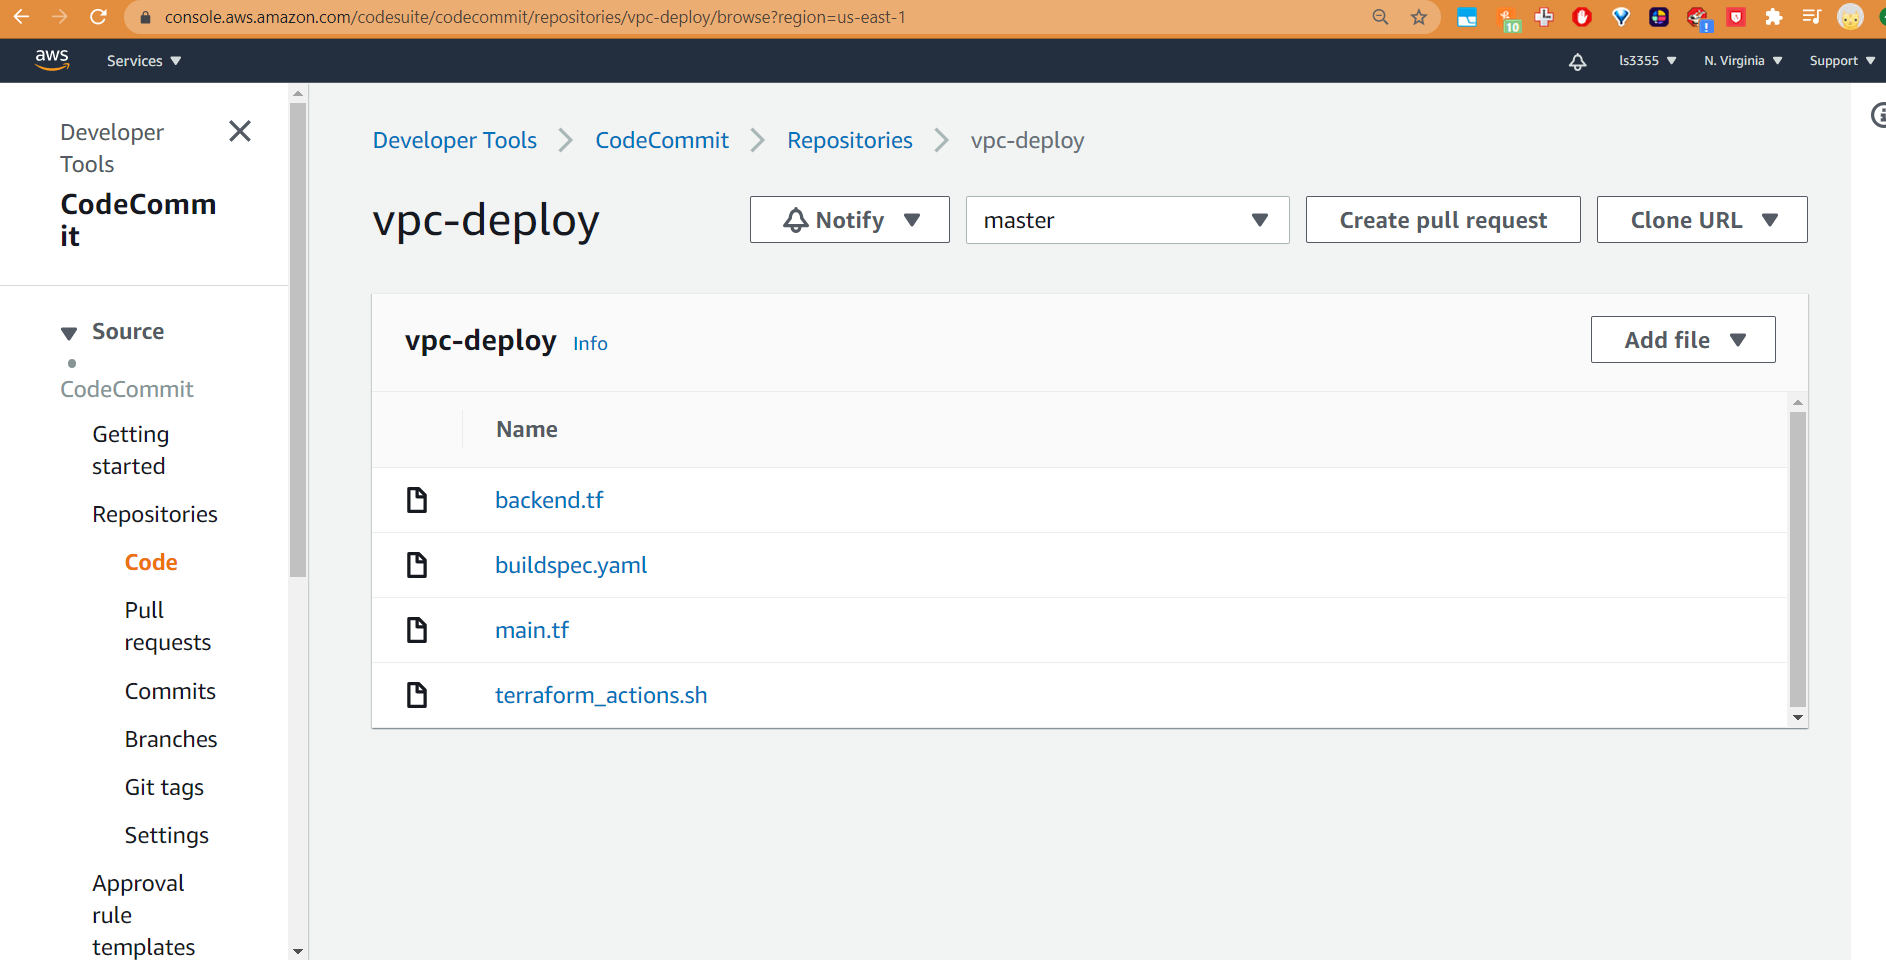 console.aws.amazon.com/codesuite/codecommit/repositories/vpc-deploy/browse?region=us-east-1
10
aws
Services
ls3355
N. Virginia
Support
Developer
Tools
CodeComm
it
Source
CodeCommit
Getting
started
Repositories
Code
Pull
requests
Commits
Branches
Git tags
Settings
Approval
rule
templates
Developer Tools CodeCommit Repositories vpc-deploy
vpc-deploy
Notify
master
Create pull request
Clone URL
vpc-deploy Info
Add file
Name
backend.tf
buildspec.yaml
main.tf
terraform_actions.sh